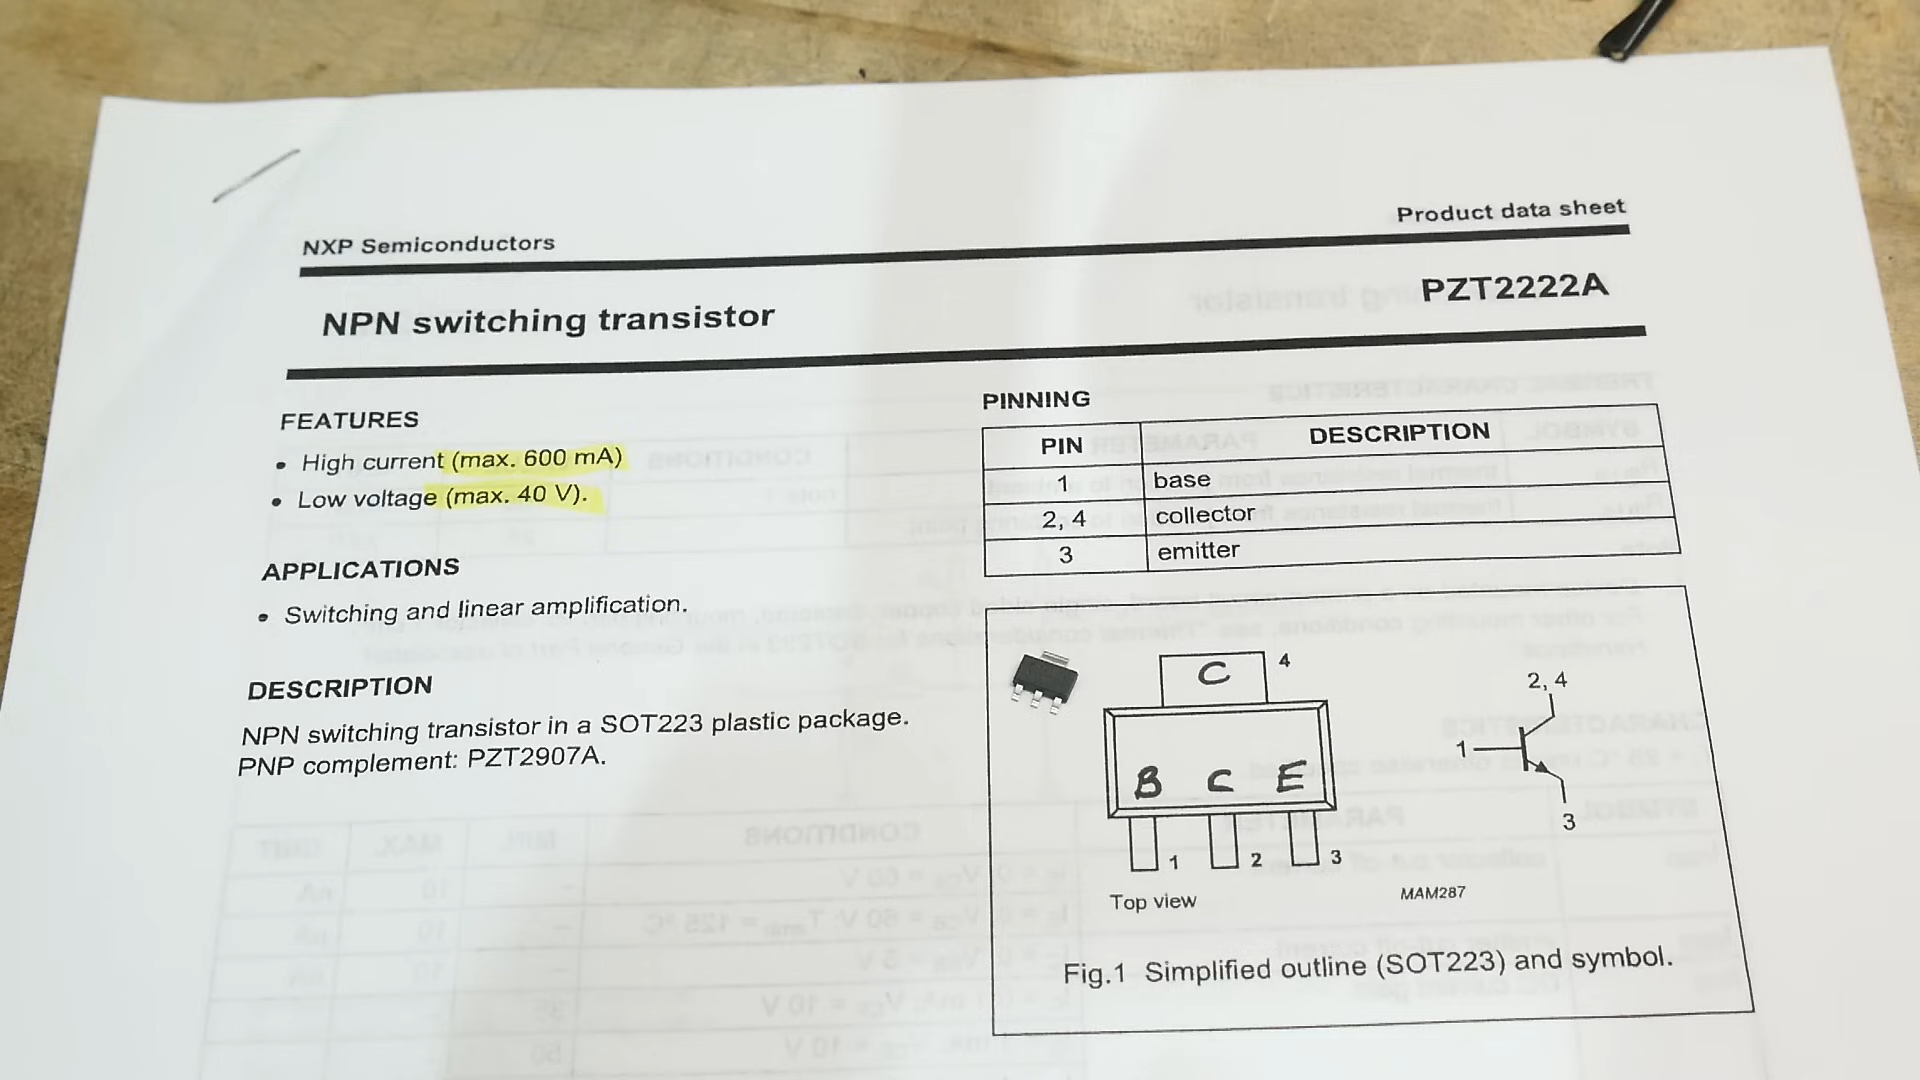 NXP Semiconductors
Product data sheet
NPN switching transistor
PZT2222A
FEATURES
• High current (max. 600 mA)
• Low voltage (max. 40 V).
APPLICATIONS
• Switching and linear amplification.
DESCRIPTION
NPN switching transistor in a SOT223 plastic package.
PNP complement: PZT2907A.
PINNING
PIN DESCRIPTION
1 base
2, 4 collector
3 emitter
C 4
B C E
1 2 3
Top view
2, 4
1
3
MAM287
Fig.1 Simplified outline (SOT223) and symbol.